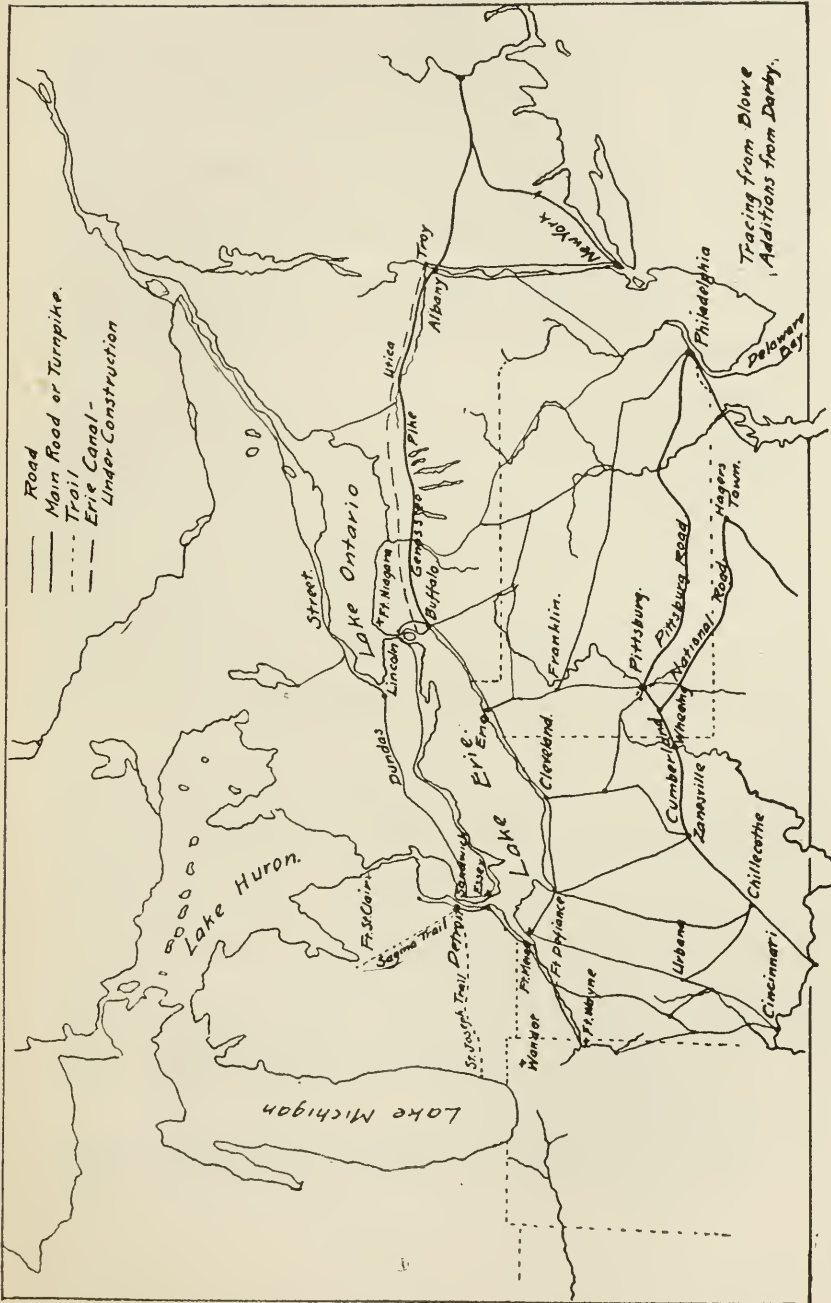 Road
Main Road or Turnpike.
Trail
Erie Canal -
Under Construction
Lake Huron.
Lake Michigan
Lake Ontario
Lake Erie.
Dundas
Street.
Lincoln
Ft. Niagara
Genessee
Pike
Buffalo
Utica
Troy
Albany
New York
Philadelphia
Delaware
Bay.
Tracing from Blowe
Additions from Darby.
Hagers
Town.
Pittsburg Road
National Road
Pittsburg.
Franklin.
Erie
Cleveland.
Cumberland
Wheeling
Zanesville
Chillecothe
Cincinnati
Urbana
Ft. Defiance
Ft. Meigs
Ft. Wayne
Detroit
Sandwich
Essex
Ft. St. Clair
Sagina Trail
St. Joseph Trail